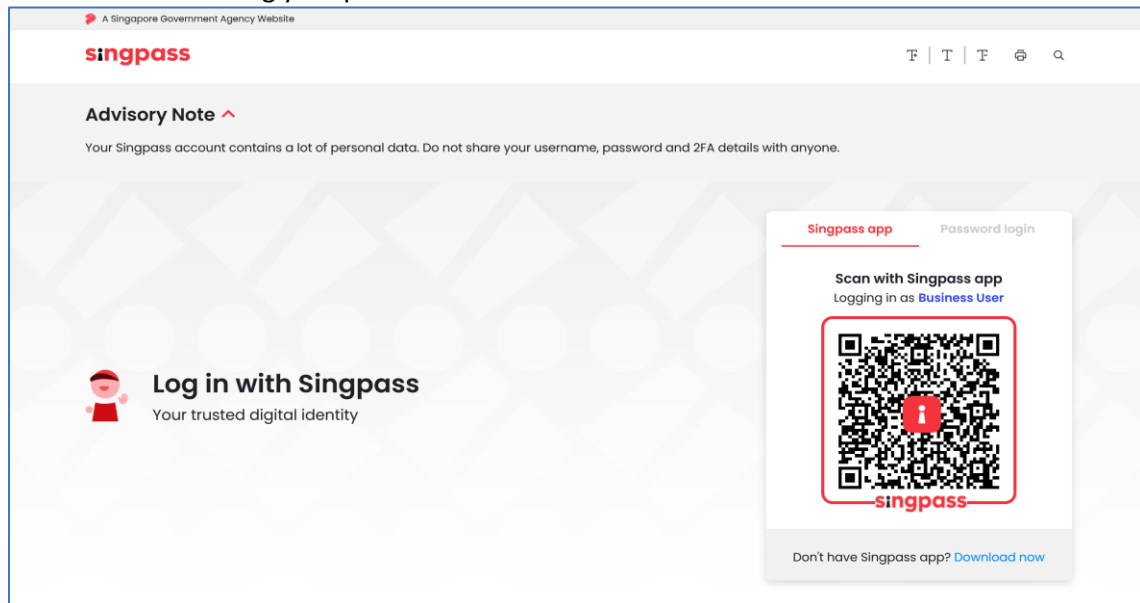 A Singapore Government Agency Website
singpass
T | T | T
Advisory Note
Your Singpass account contains a lot of personal data. Do not share your username, password and 2FA details with anyone.
Singpass app Password login
Scan with Singpass app
Logging in as Business User
Log in with Singpass
Your trusted digital identity
singpass
Don't have Singpass app? Download now